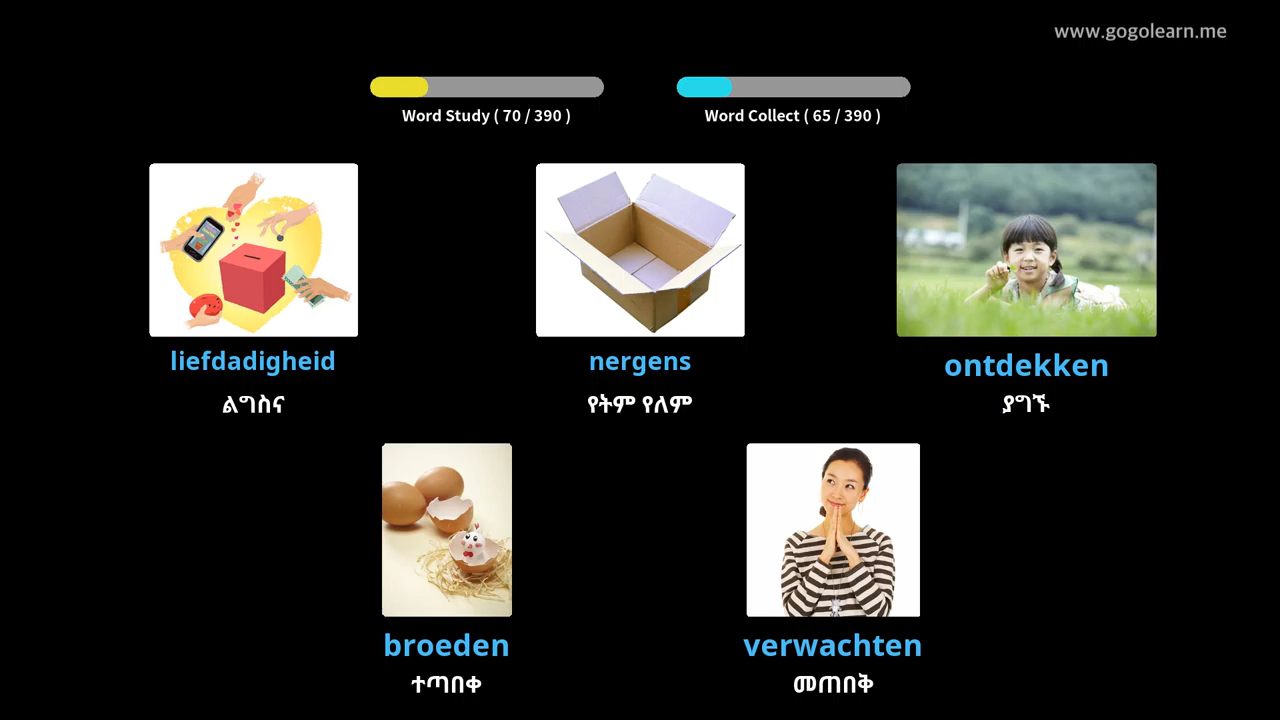 www.gogolearn.me
Word Study ( 70 / 390 )
Word Collect ( 65 / 390 )
liefdadigheid
ልግስና
nergens
የትም የለም
ontdekken
ያግኙ
broeden
ተጣበቀ
verwachten
መጠበቅ